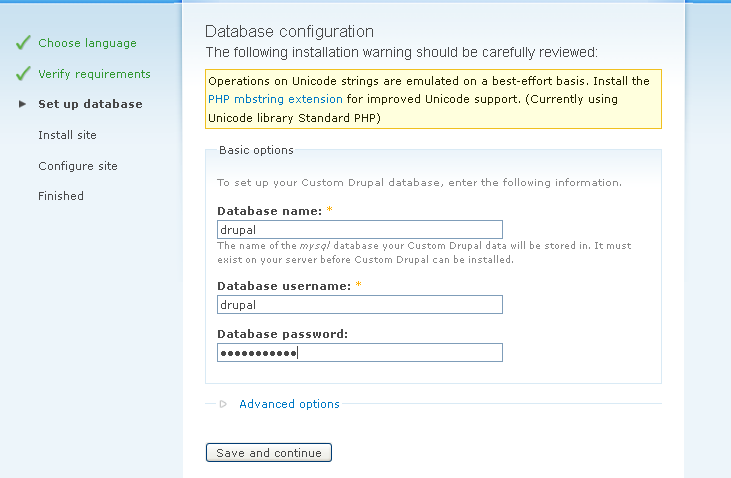 Choose language
Verify requirements
Set up database
Install site
Configure site
Finished
Database configuration
The following installation warning should be carefully reviewed:
Operations on Unicode strings are emulated on a best-effort basis. Install the
PHP mbstring extension for improved Unicode support. (Currently using
Unicode library Standard PHP)
Basic options
To set up your Custom Drupal database, enter the following information.
Database name: *
drupal
The name of the mysql database your Custom Drupal data will be stored in. It must
exist on your server before Custom Drupal can be installed.
Database username: *
drupal
Database password:
●●●●●●●●●●●
Advanced options
Save and continue